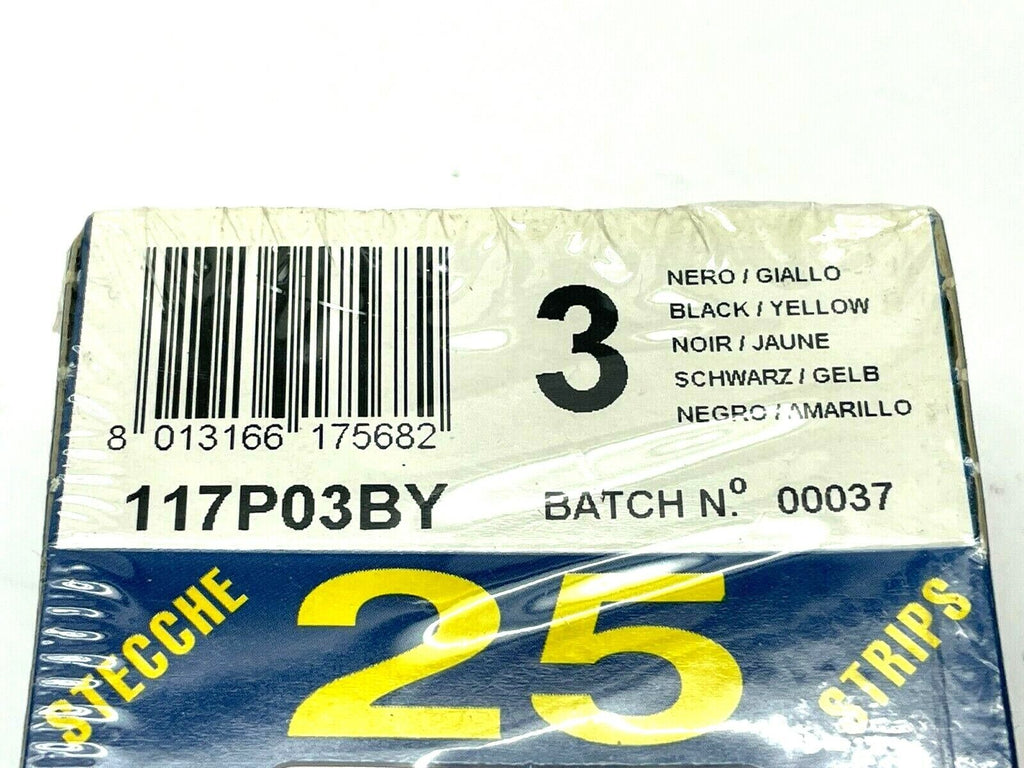 8 013166 175682
3
NERO / GIALLO
BLACK / YELLOW
NOIR / JAUNE
SCHWARZ / GELB
NEGRO / AMARILLO
117P03BY
BATCH N.º 00037
STECCHE
25
STRIPS